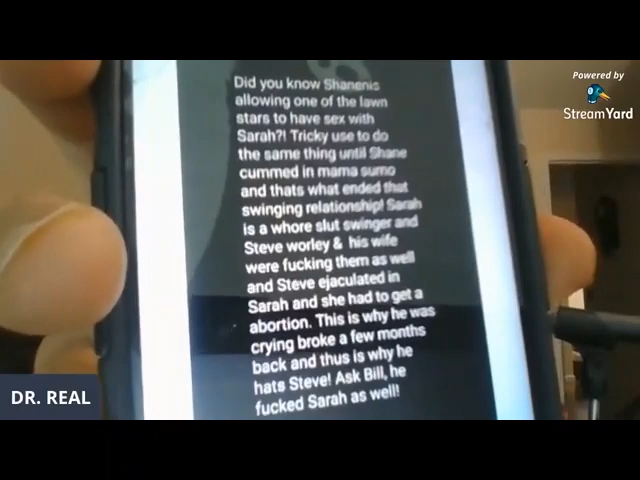 Powered by
StreamYard
Did you know Shanenis
allowing one of the lawn
stars to have sex with
Sarah?! Tricky use to do
the same thing until Shane
cummed in mama sumo
and thats what ended that
swinging relationship! Sarah
is a whore slut swinger and
Steve worley & his wife
were fucking them as well
and Steve ejaculated in
Sarah and she had to get a
abortion. This is why he was
crying broke a few months
back and thus is why he
hats Steve! Ask Bill, he
fucked Sarah as well!
DR. REAL